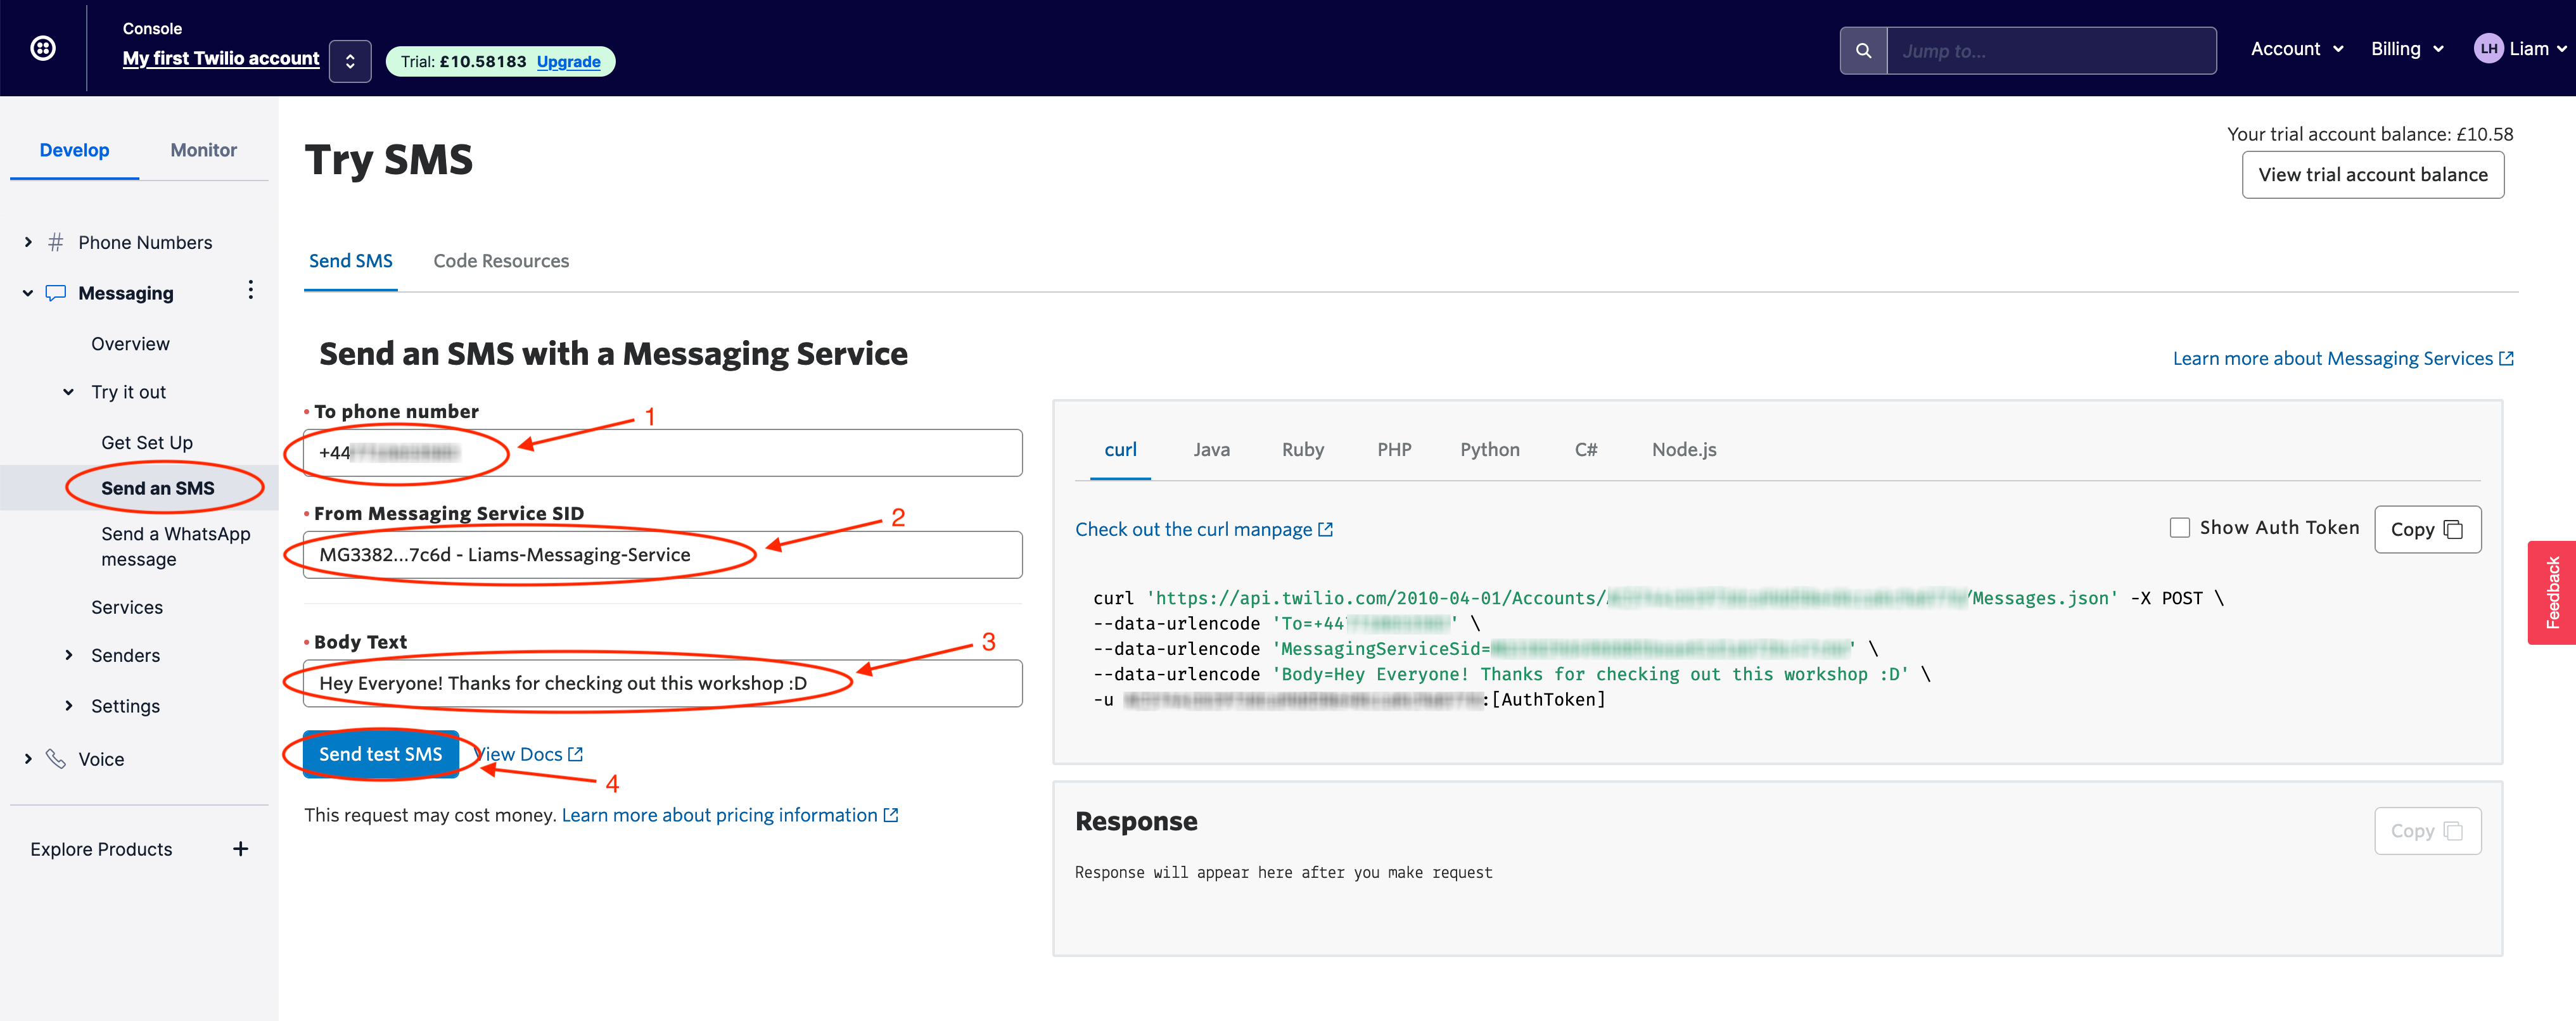 Console
My first Twilio account
Trial: £10.58183 Upgrade
Jump to...
Account
Billing
LH Liam
Develop
Monitor
# Phone Numbers
Messaging
Overview
Try it out
Get Set Up
Send an SMS
Send a WhatsApp
message
Services
Senders
Settings
Voice
Explore Products +
Try SMS
Your trial account balance: £10.58
View trial account balance
Send SMS
Code Resources
Send an SMS with a Messaging Service
Learn more about Messaging Services
To phone number
1
+44
From Messaging Service SID
2
MG3382...7c6d - Liams-Messaging-Service
Body Text
3
Hey Everyone! Thanks for checking out this workshop :D
Send test SMS
View Docs
4
This request may cost money. Learn more about pricing information
curl Java Ruby PHP Python C# Node.js
Check out the curl manpage
Show Auth Token
Copy
curl 'https://api.twilio.com/2010-04-01/Accounts/ /Messages.json' -X POST \
--data-urlencode 'To=+44 ' \
--data-urlencode 'MessagingServiceSid= ' \
--data-urlencode 'Body=Hey Everyone! Thanks for checking out this workshop :D' \
-u :[AuthToken]
Response
Copy
Response will appear here after you make request
Feedback